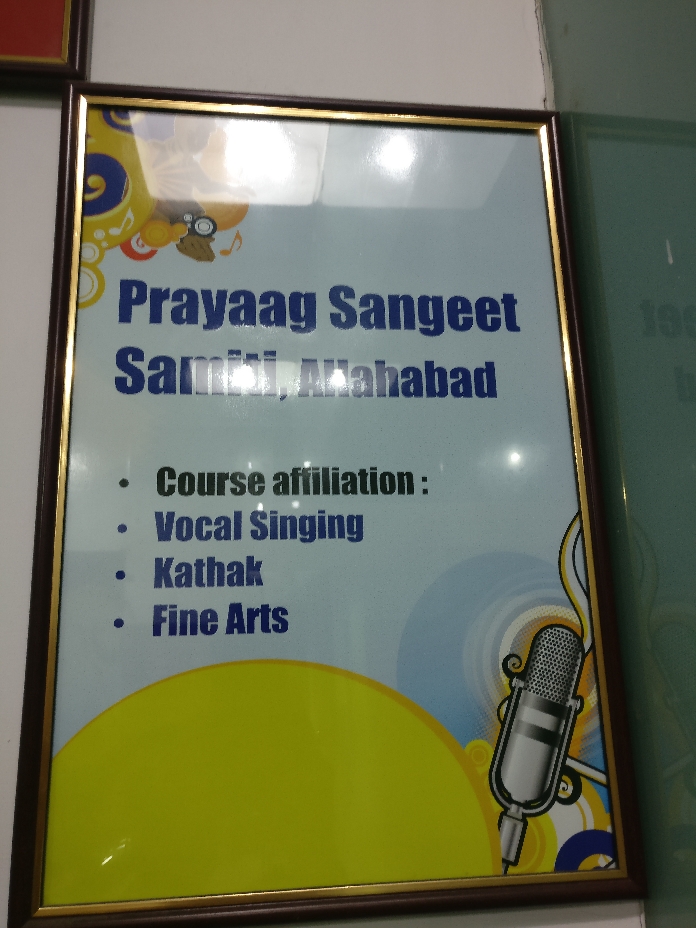 Prayaag Sangeet
Samiti, Allahabad
• Course affiliation :
• Vocal Singing
• Kathak
• Fine Arts